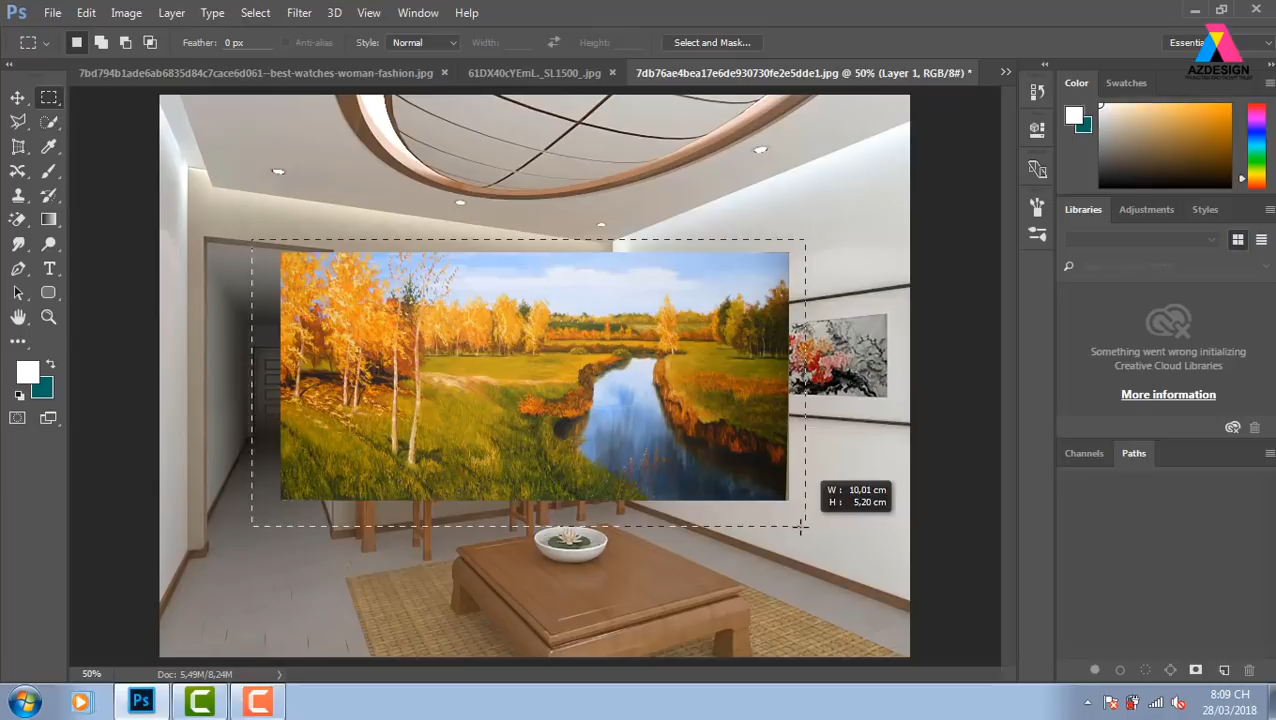 Ps File Edit Image Layer Type Select Filter 3D View Window Help
Feather: 0 px Anti-alias Style: Normal Width: Height: Select and Mask... Essentia
AZDESIGN
7bd794b1ade6ab6835d84c7cace6d061--best-watches-woman-fashion.jpg × 61DX40cYEmL._SL1500_.jpg × 7db76ae4bea17e6de930730fe2e5dde1.jpg @ 50% (Layer 1, RGB/8#) * ×
Color Swatches
Libraries Adjustments Styles
Something went wrong initializing
Creative Cloud Libraries
More information
Channels Paths
W: 10,01 cm
H: 5,20 cm
50% Doc: 5,49M/8,24M
Ps
8:09 CH
28/03/2018